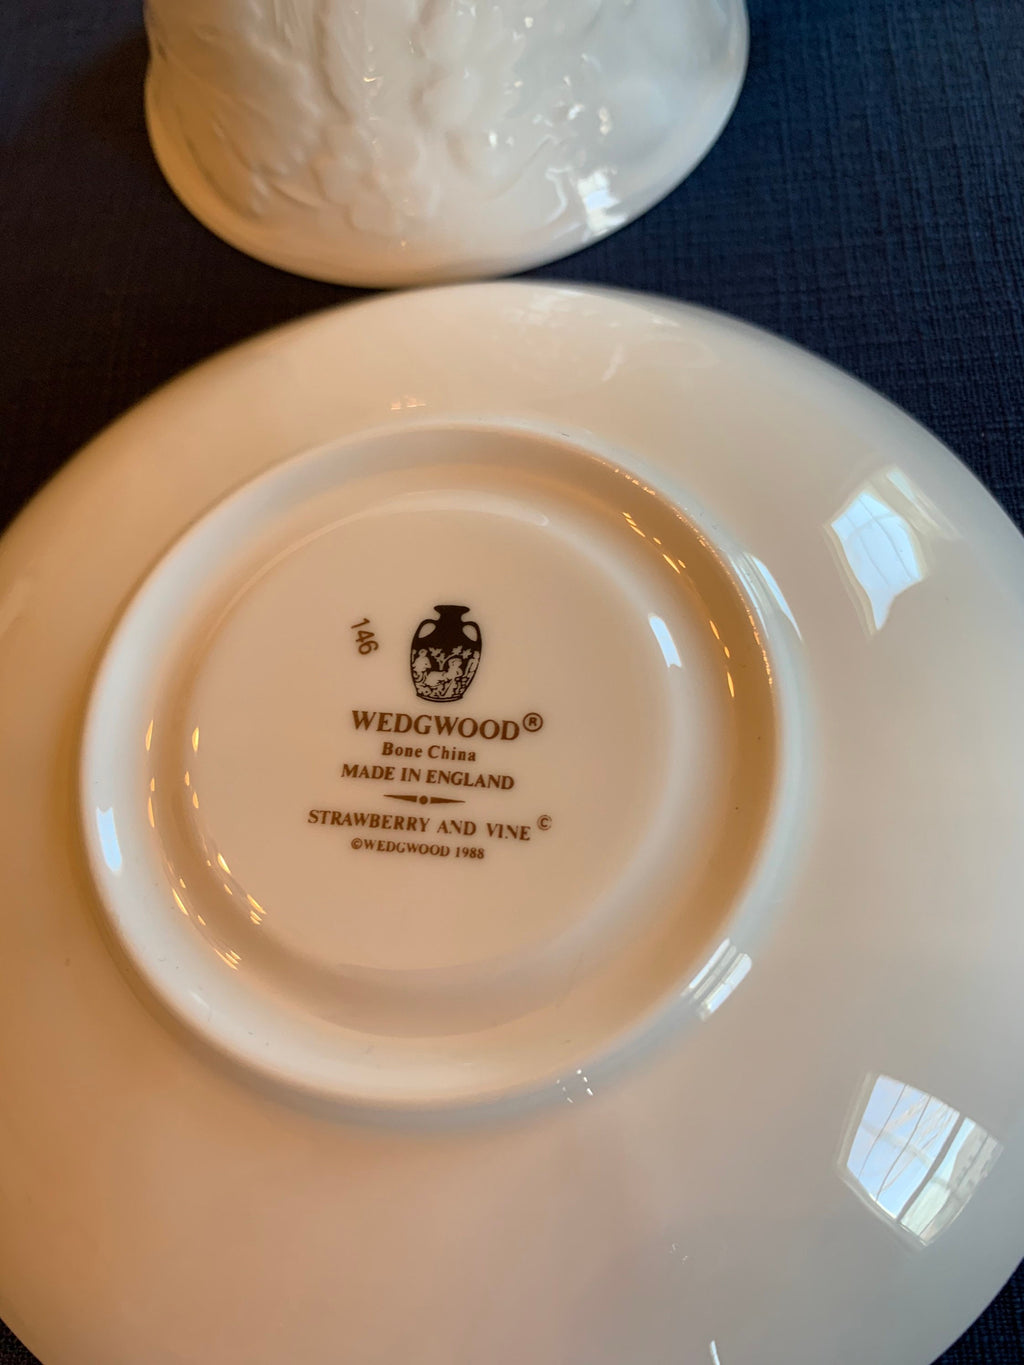 146
WEDGWOOD®
Bone China
MADE IN ENGLAND
STRAWBERRY AND VINE ©
©WEDGWOOD 1988